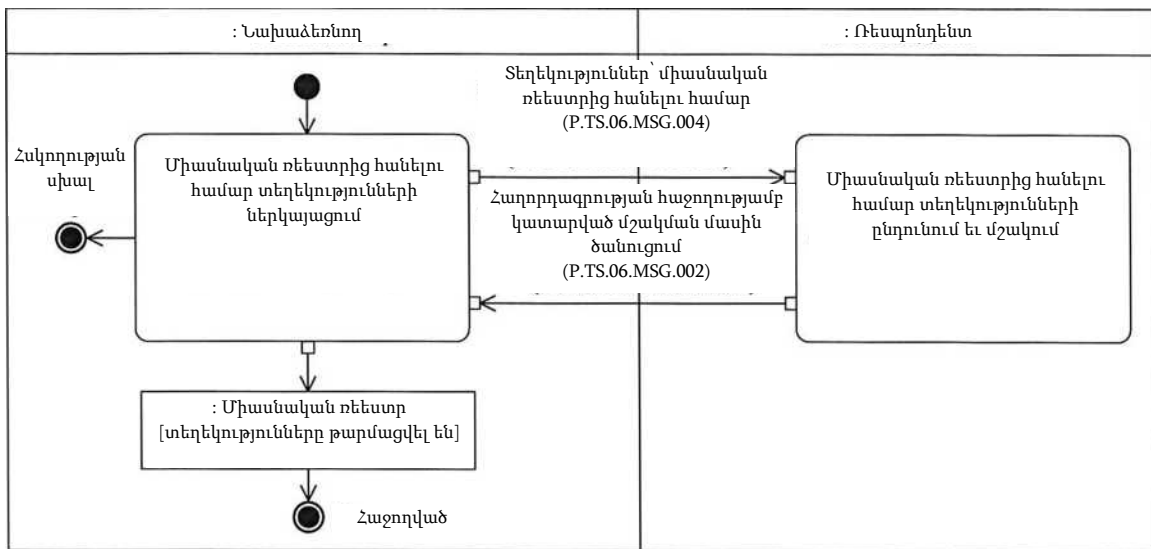 : Նախաձեռնող
: Ռեսպոնդենտ
Տեղեկություններ՝ միասնական
ռեեստրից հանելու համար
(P.TS.06.MSG.004)
Հսկողության
սխալ
Միասնական ռեեստրից հանելու
համար տեղեկությունների
ներկայացում
Հաղորդագրության հաջողությամբ
կատարված մշակման մասին
ծանուցում
(P.TS.06.MSG.002)
Միասնական ռեեստրից հանելու
համար տեղեկությունների
ընդունում եւ մշակում
: Միասնական ռեեստր
[տեղեկությունները թարմացվել են]
Հաջողված